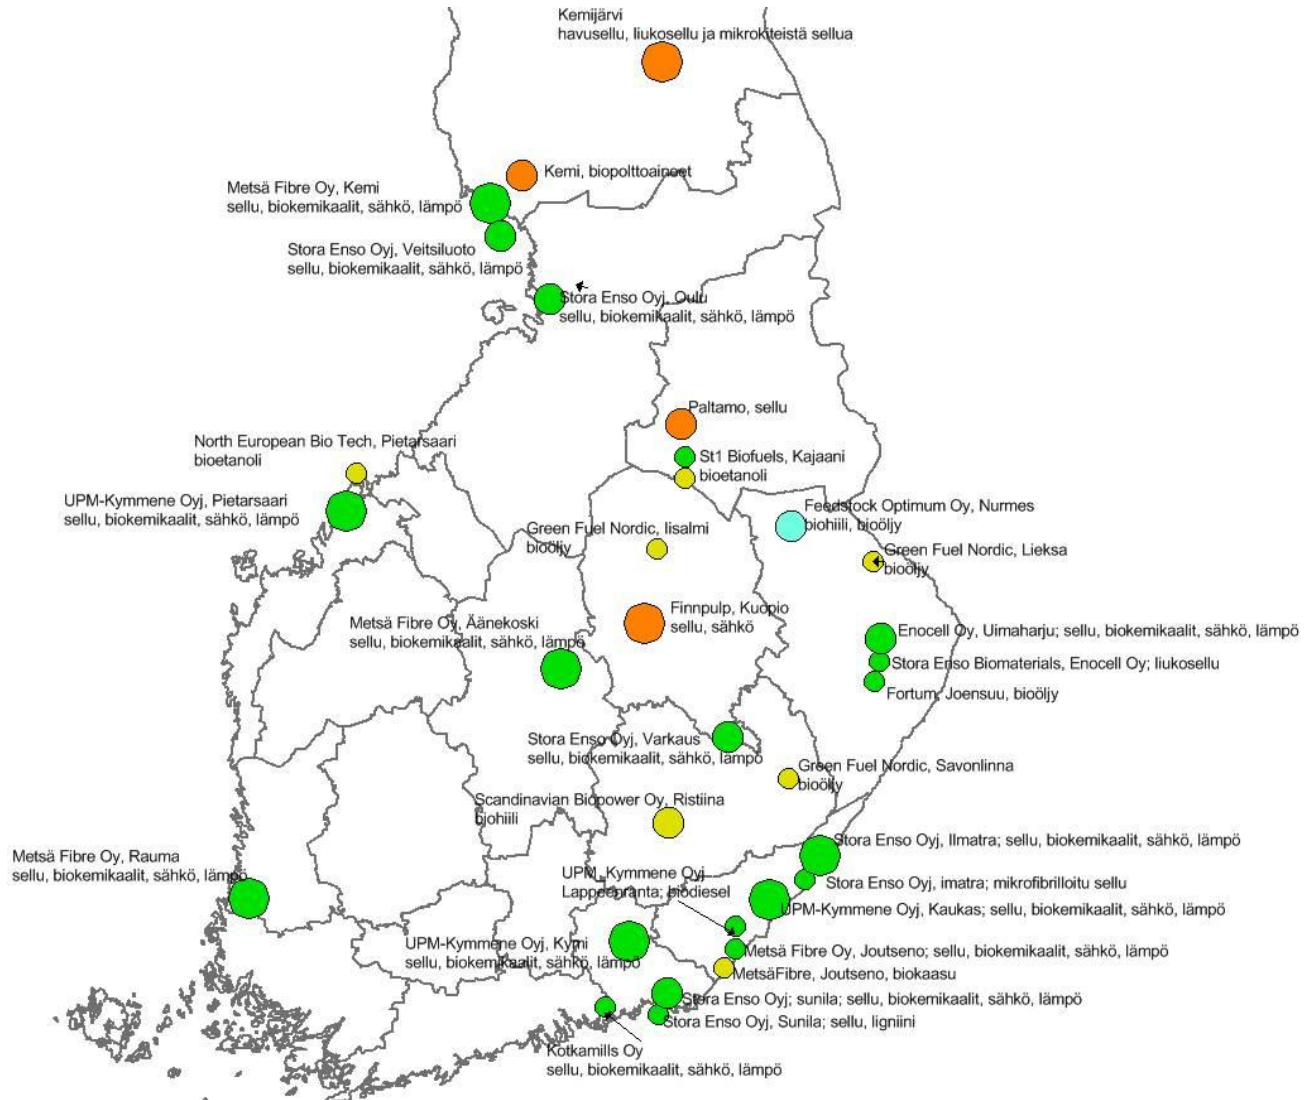 Kemijärvi
havusellu, liukosellu ja mikrokiteistä sellua
Kemi, biopolttoaineet
Metsä Fibre Oy, Kemi
sellu, biokemikaalit, sähkö, lämpö
Stora Enso Oyj, Veitsiluoto
sellu, biokemikaalit, sähkö, lämpö
Stora Enso Oyj, Oulu
sellu, biokemikaalit, sähkö, lämpö
Paltamo, sellu
North European Bio Tech, Pietarsaari
bioetanoli
St1 Biofuels, Kajaani
bioetanoli
UPM-Kymmene Oyj, Pietarsaari
sellu, biokemikaalit, sähkö, lämpö
Feedstock Optimum Oy, Nurmes
biohiili, bioöljy
Green Fuel Nordic, Iisalmi
bioöljy
Green Fuel Nordic, Lieksa
bioöljy
Finnpulp, Kuopio
sellu, sähkö
Metsä Fibre Oy, Äänekoski
sellu, biokemikaalit, sähkö, lämpö
Enocell Oy, Uimaharju; sellu, biokemikaalit, sähkö, lämpö
Stora Enso Biomaterials, Enocell Oy; liukosellu
Fortum, Joensuu, bioöljy
Stora Enso Oyj, Varkaus
sellu, biokemikaalit, sähkö, lämpö
Green Fuel Nordic, Savonlinna
bioöljy
Scandinavian Biopower Oy, Ristiina
biohiili
Stora Enso Oyj, Ilmatra; sellu, biokemikaalit, sähkö, lämpö
Metsä Fibre Oy, Rauma
sellu, biokemikaalit, sähkö, lämpö
UPM_Kymmene Oyj
Lappeenranta; biodiesel
Stora Enso Oyj, imatra; mikrofibrilloitu sellu
UPM-Kymmene Oyj, Kaukas; sellu, biokemikaalit, sähkö, lämpö
UPM-Kymmene Oyj, Kymi
sellu, biokemikaalit, sähkö, lämpö
Metsä Fibre Oy, Joutseno; sellu, biokemikaalit, sähkö, lämpö
MetsäFibre, Joutseno, biokaasu
Stora Enso Oyj; sunila; sellu, biokemikaalit, sähkö, lämpö
Stora Enso Oyj, Sunila; sellu, ligniini
Kotkamills Oy
sellu, biokemikaalit, sähkö, lämpö